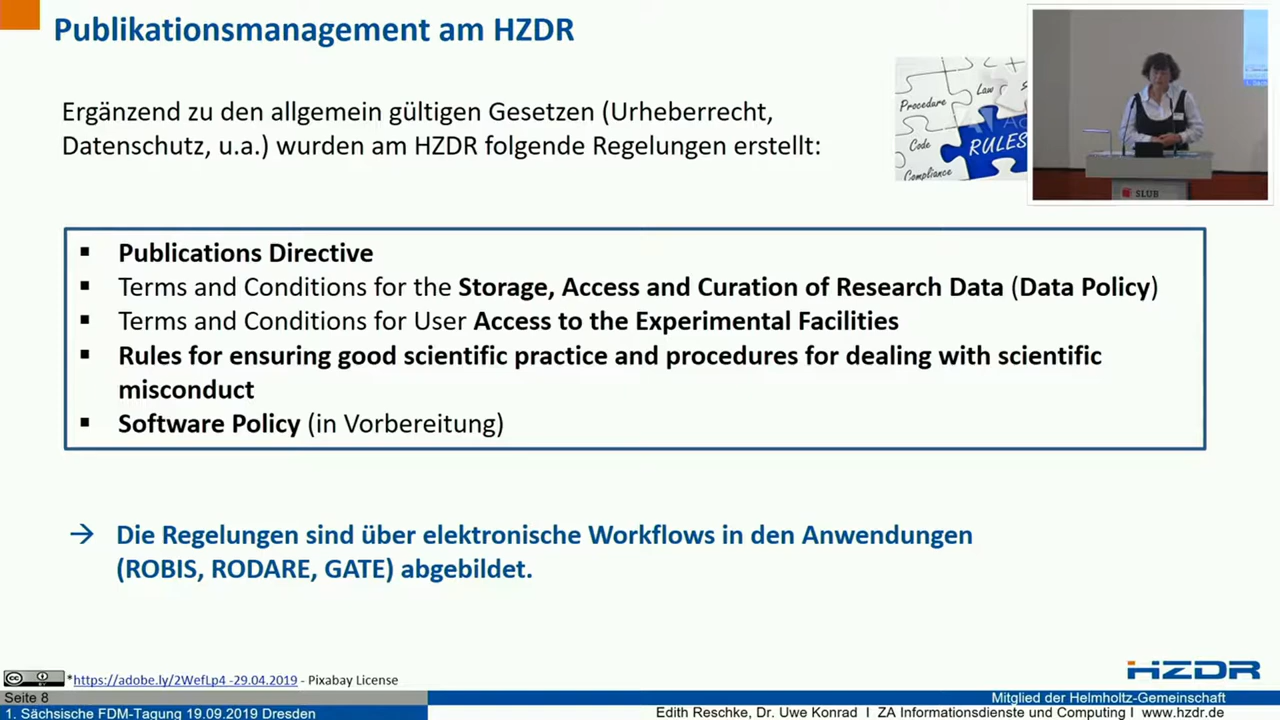 Publikationsmanagement am HZDR
Ergänzend zu den allgemein gültigen Gesetzen (Urheberrecht,
Datenschutz, u.a.) wurden am HZDR folgende Regelungen erstellt:
Procedure
Law
Code
RULES
Compliance
SLUB
▪ Publications Directive
▪ Terms and Conditions for the Storage, Access and Curation of Research Data (Data Policy)
▪ Terms and Conditions for User Access to the Experimental Facilities
▪ Rules for ensuring good scientific practice and procedures for dealing with scientific
misconduct
▪ Software Policy (in Vorbereitung)
→ Die Regelungen sind über elektronische Workflows in den Anwendungen
(ROBIS, RODARE, GATE) abgebildet.
*https://adobe.ly/2WefLp4 -29.04.2019 - Pixabay License
HZDR
Seite 8
Mitglied der Helmholtz-Gemeinschaft
1. Sächsische FDM-Tagung 19.09.2019 Dresden
Edith Reschke, Dr. Uwe Konrad I ZA Informationsdienste und Computing I www.hzdr.de